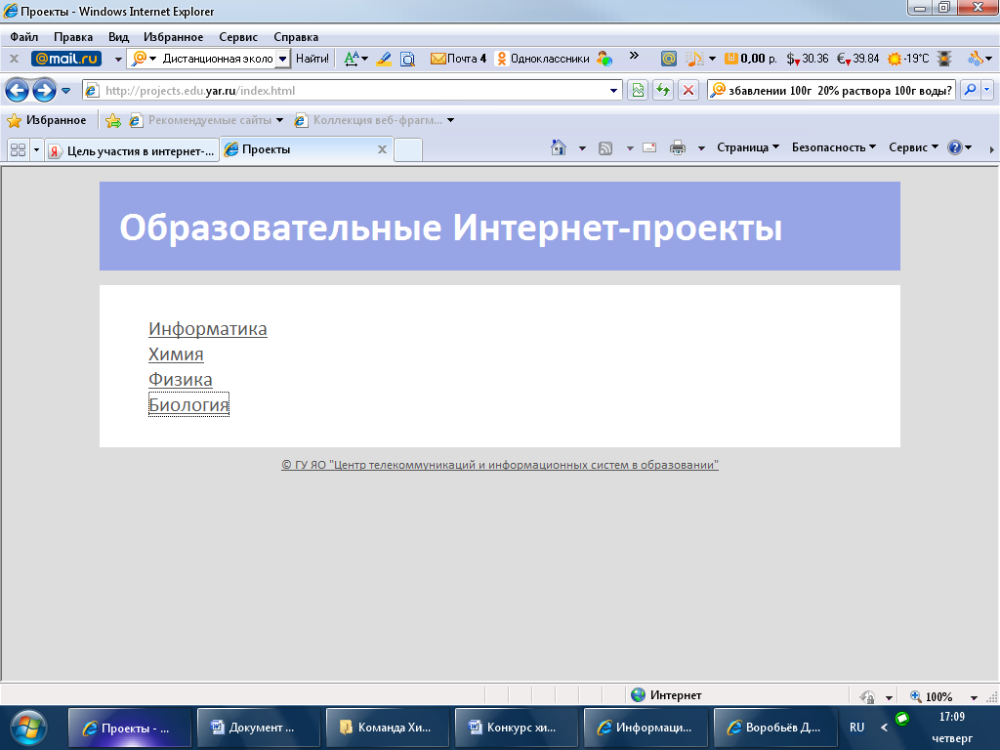 Проекты - Windows Internet Explorer
Файл Правка Вид Избранное Сервис Справка
@mail.ru Дистанционная эколо Найти! Почта 4 Одноклассники » 0,00 р. $ 30.36 € 39.84 -19°C
http://projects.edu.yar.ru/index.html збавлении 100г 20% раствора 100г воды?
Избранное Рекомендуемые сайты Коллекция веб-фрагм...
Цель участия в интернет-... Проекты Страница Безопасность Сервис
Образовательные Интернет-проекты
Информатика
Химия
Физика
Биология
© ГУ ЯО "Центр телекоммуникаций и информационных систем в образовании"
Интернет 100%
Проекты - ... Документ ... Команда Хи... Конкурс хи... Информаци... Воробьёв Д... RU 17:09
четверг